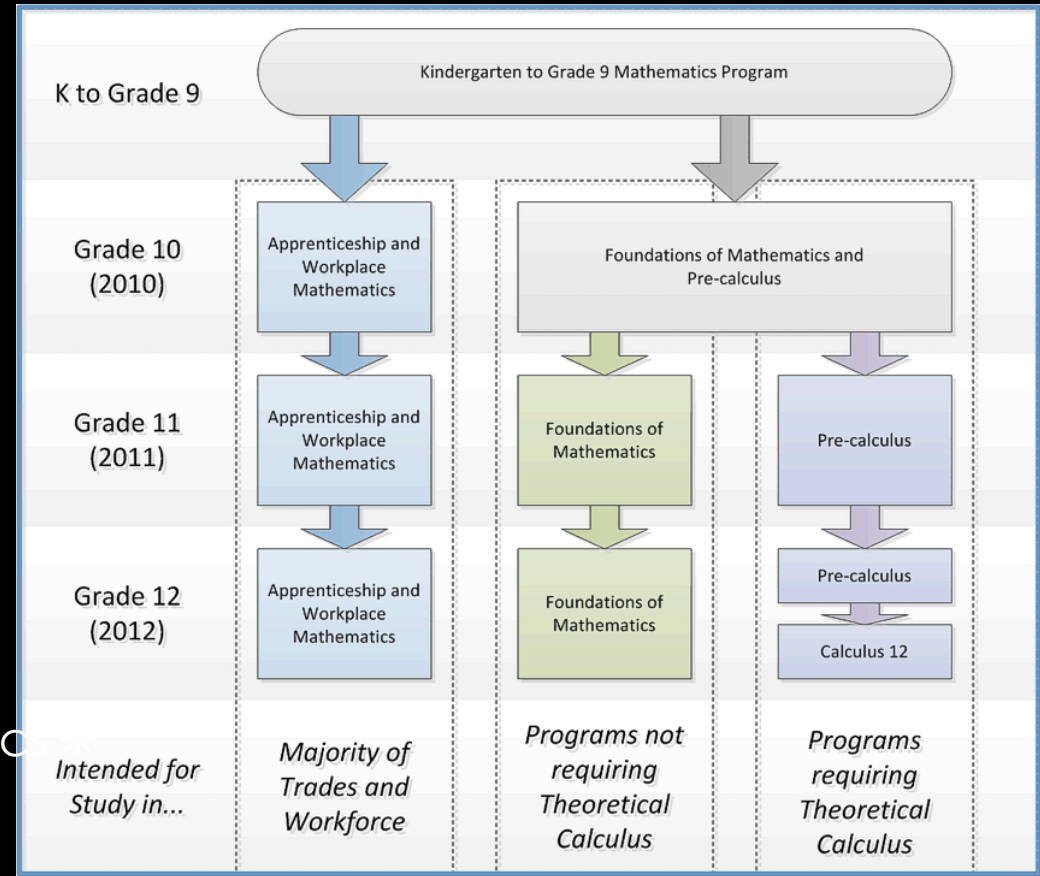 K to Grade 9
Kindergarten to Grade 9 Mathematics Program
Grade 10
(2010)
Apprenticeship and
Workplace
Mathematics
Foundations of Mathematics and
Pre-calculus
Grade 11
(2011)
Apprenticeship and
Workplace
Mathematics
Foundations of
Mathematics
Pre-calculus
Grade 12
(2012)
Apprenticeship and
Workplace
Mathematics
Foundations of
Mathematics
Pre-calculus
Calculus 12
Intended for
Study in...
Majority of
Trades and
Workforce
Programs not
requiring
Theoretical
Calculus
Programs
requiring
Theoretical
Calculus